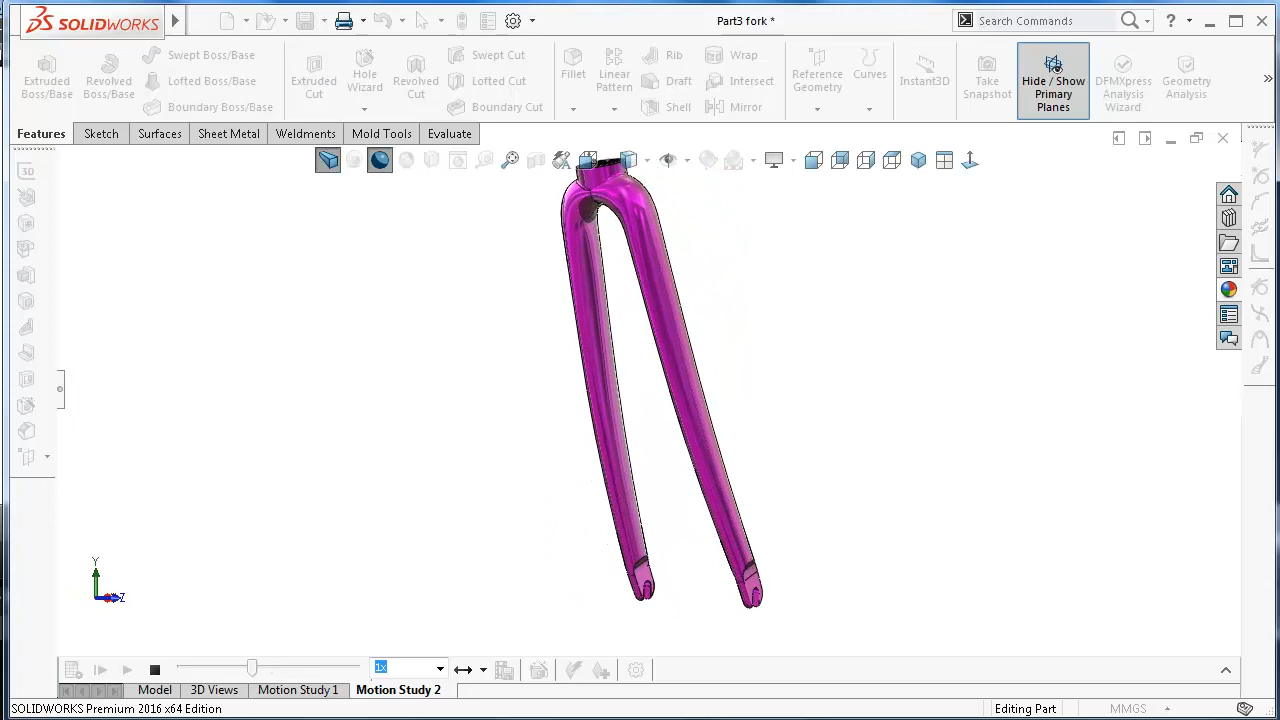 SOLIDWORKS
Part3 fork *
Search Commands
?
Extruded Boss/Base
Revolved Boss/Base
Swept Boss/Base
Lofted Boss/Base
Boundary Boss/Base
Extruded Cut
Hole Wizard
Revolved Cut
Swept Cut
Lofted Cut
Boundary Cut
Fillet
Linear Pattern
Rib
Draft
Shell
Wrap
Intersect
Mirror
Reference Geometry
Curves
Instant3D
Take Snapshot
Hide / Show Primary Planes
DFMXpress Analysis Wizard
Geometry Analysis
»
Features
Sketch
Surfaces
Sheet Metal
Weldments
Mold Tools
Evaluate
3D
Y
Z
1x
Model
3D Views
Motion Study 1
Motion Study 2
SOLIDWORKS Premium 2016 x64 Edition
Editing Part
MMGS